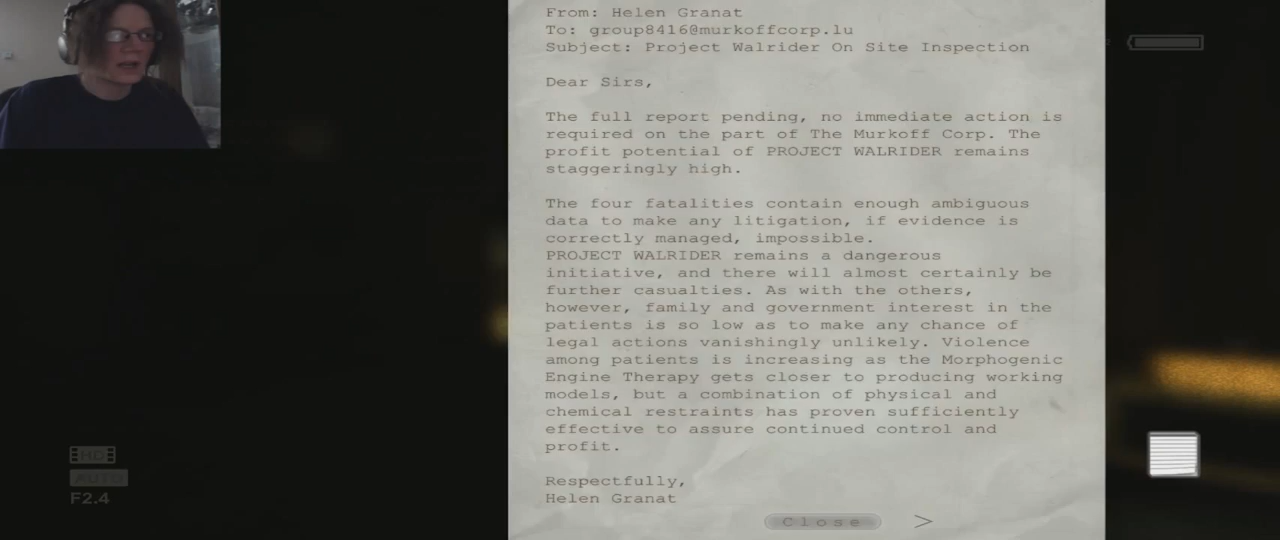 From: Helen Granat
To: group8416@murkoffcorp.lu
Subject: Project Walrider On Site Inspection
Dear Sirs,
The full report pending, no immediate action is
required on the part of The Murkoff Corp. The
profit potential of PROJECT WALRIDER remains
staggeringly high.
The four fatalities contain enough ambiguous
data to make any litigation, if evidence is
correctly managed, impossible.
PROJECT WALRIDER remains a dangerous
initiative, and there will almost certainly be
further casualties. As with the others,
however, family and government interest in the
patients is so low as to make any chance of
legal actions vanishingly unlikely. Violence
among patients is increasing as the Morphogenic
Engine Therapy gets closer to producing working
models, but a combination of physical and
chemical restraints has proven sufficiently
effective to assure continued control and
profit.
Respectfully,
Helen Granat
Close >
HD
AUTO
F2.4